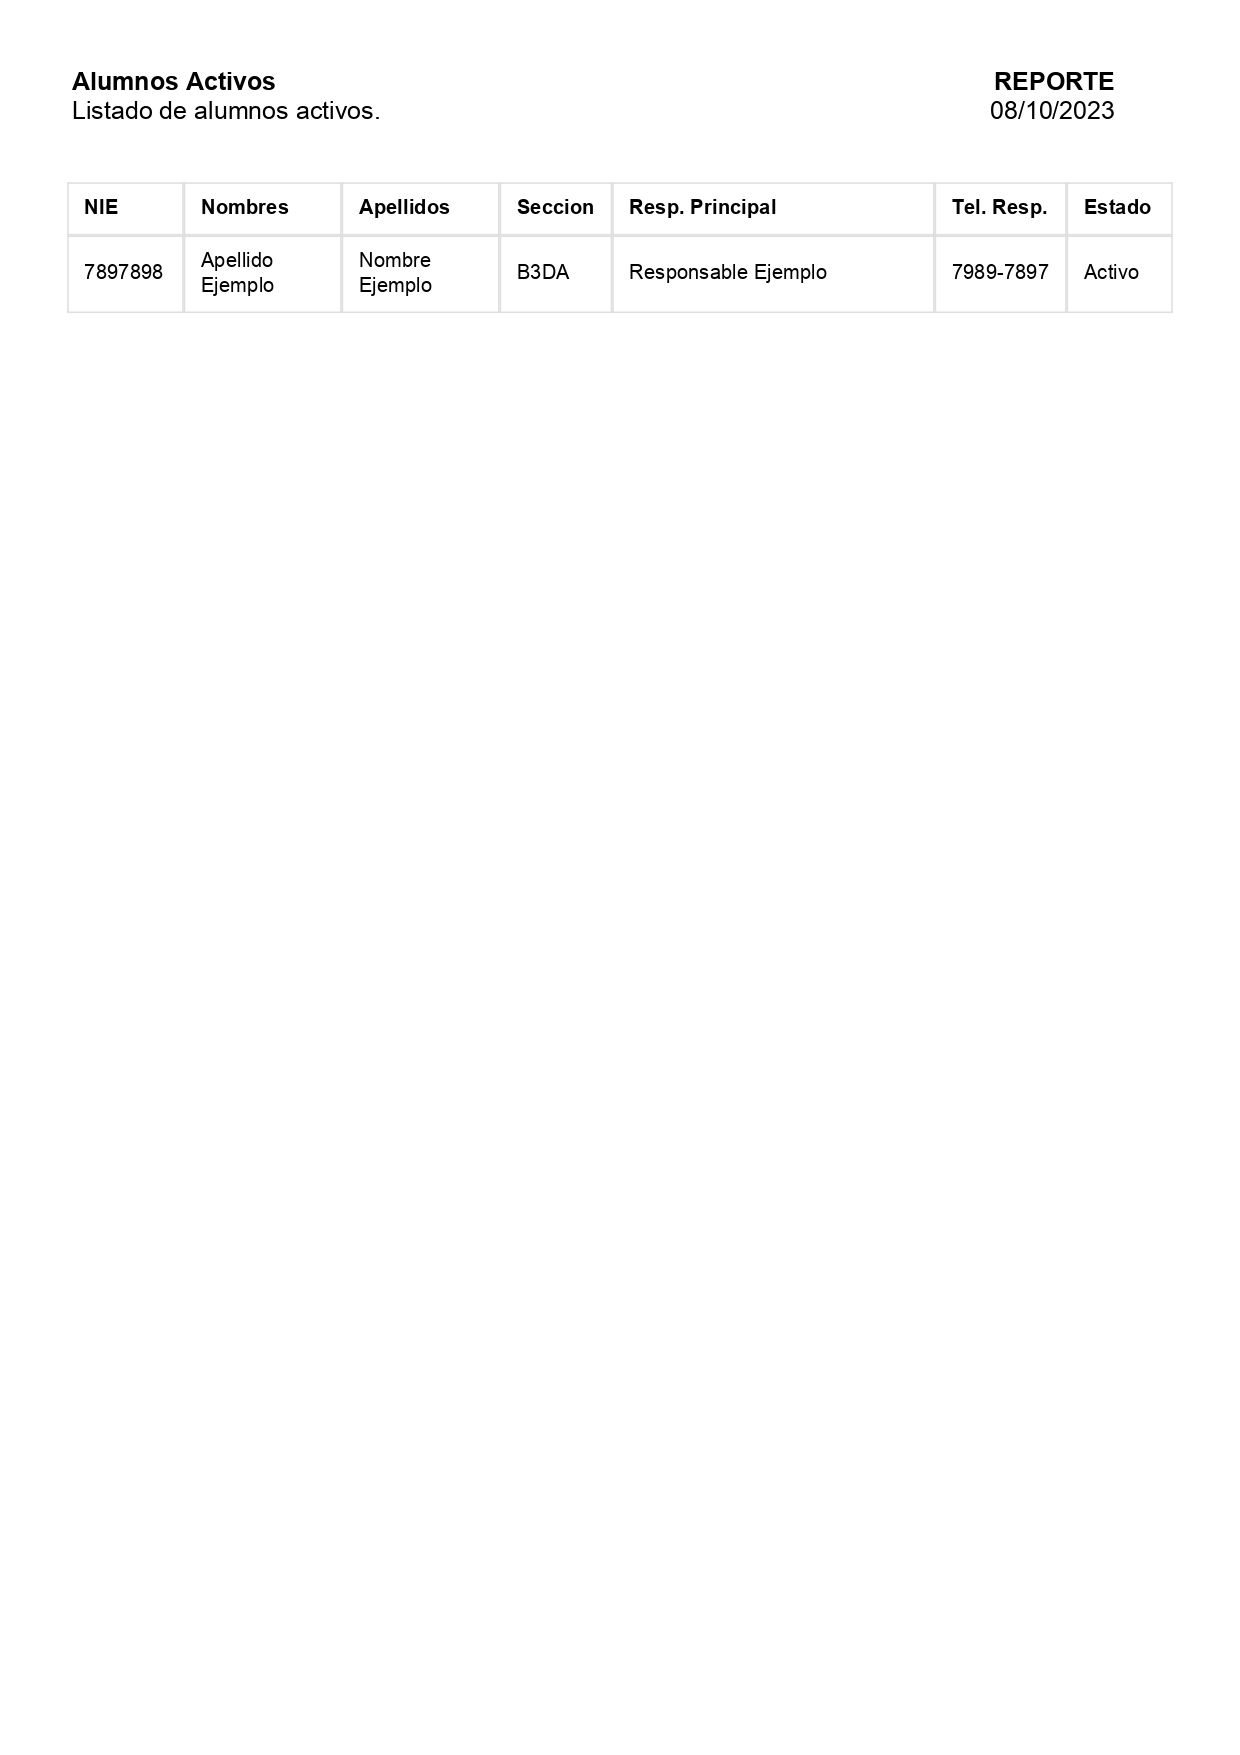 Alumnos Activos REPORTE
Listado de alumnos activos. 08/10/2023
NIE Nombres Apellidos Seccion Resp. Principal Tel. Resp. Estado
7897898 Apellido Ejemplo Nombre Ejemplo B3DA Responsable Ejemplo 7989-7897 Activo